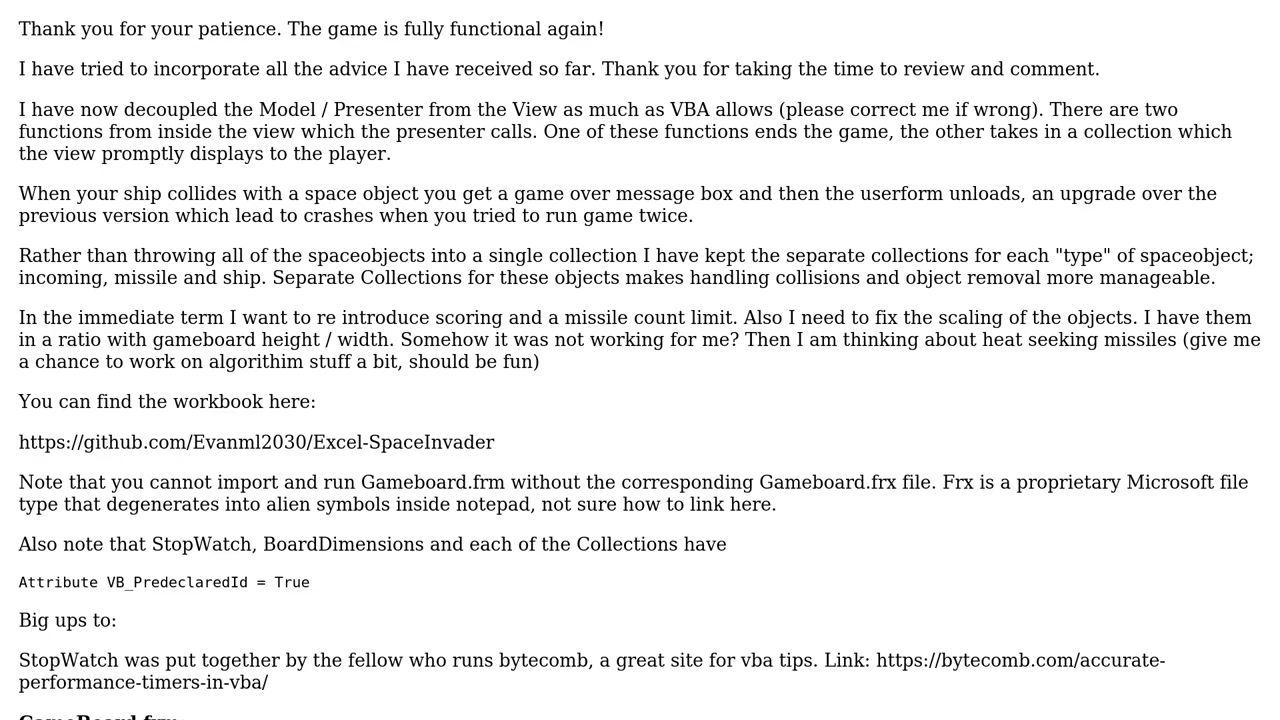 Thank you for your patience. The game is fully functional again!
I have tried to incorporate all the advice I have received so far. Thank you for taking the time to review and comment.
I have now decoupled the Model / Presenter from the View as much as VBA allows (please correct me if wrong). There are two
functions from inside the view which the presenter calls. One of these functions ends the game, the other takes in a collection which
the view promptly displays to the player.
When your ship collides with a space object you get a game over message box and then the userform unloads, an upgrade over the
previous version which lead to crashes when you tried to run game twice.
Rather than throwing all of the spaceobjects into a single collection I have kept the separate collections for each "type" of spaceobject;
incoming, missile and ship. Separate Collections for these objects makes handling collisions and object removal more manageable.
In the immediate term I want to re introduce scoring and a missile count limit. Also I need to fix the scaling of the objects. I have them
in a ratio with gameboard height / width. Somehow it was not working for me? Then I am thinking about heat seeking missiles (give me
a chance to work on algorithim stuff a bit, should be fun)
You can find the workbook here:
https://github.com/Evanml2030/Excel-SpaceInvader
Note that you cannot import and run Gameboard.frm without the corresponding Gameboard.frx file. Frx is a proprietary Microsoft file
type that degenerates into alien symbols inside notepad, not sure how to link here.
Also note that StopWatch, BoardDimensions and each of the Collections have
Attribute VB_PredeclaredId = True
Big ups to:
StopWatch was put together by the fellow who runs bytecomb, a great site for vba tips. Link: https://bytecomb.com/accurate-
performance-timers-in-vba/